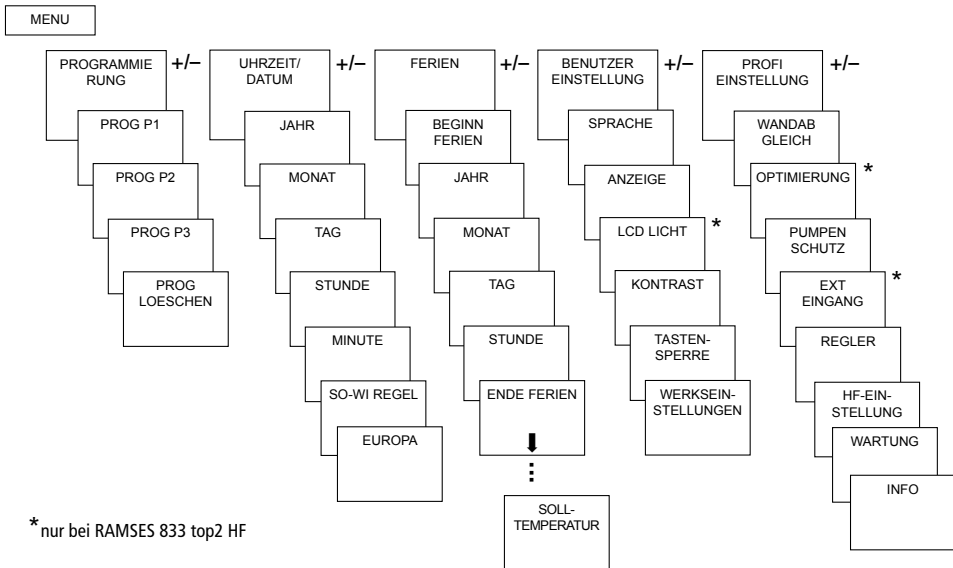 MENU
PROGRAMMIE
RUNG
+/–
PROG P1
PROG P2
PROG P3
PROG
LOESCHEN
UHRZEIT/
DATUM
+/–
JAHR
MONAT
TAG
STUNDE
MINUTE
SO-WI REGEL
EUROPA
FERIEN
+/–
BEGINN
FERIEN
JAHR
MONAT
TAG
STUNDE
ENDE FERIEN
SOLL-
TEMPERATUR
BENUTZER
EINSTELLUNG
+/–
SPRACHE
ANZEIGE
LCD LICHT *
KONTRAST
TASTEN-
SPERRE
WERKSEIN-
STELLUNGEN
PROFI
EINSTELLUNG
+/–
WANDAB
GLEICH
OPTIMIERUNG *
PUMPEN
SCHUTZ
EXT
EINGANG
*
REGLER
HF-EIN-
STELLUNG
WARTUNG
INFO
*nur bei RAMSES 833 top2 HF